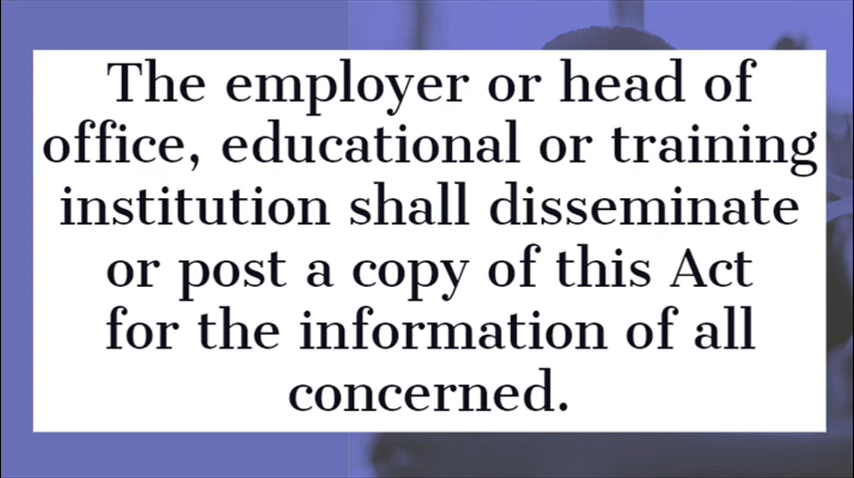 The employer or head of
office, educational or training
institution shall disseminate
or post a copy of this Act
for the information of all
concerned.